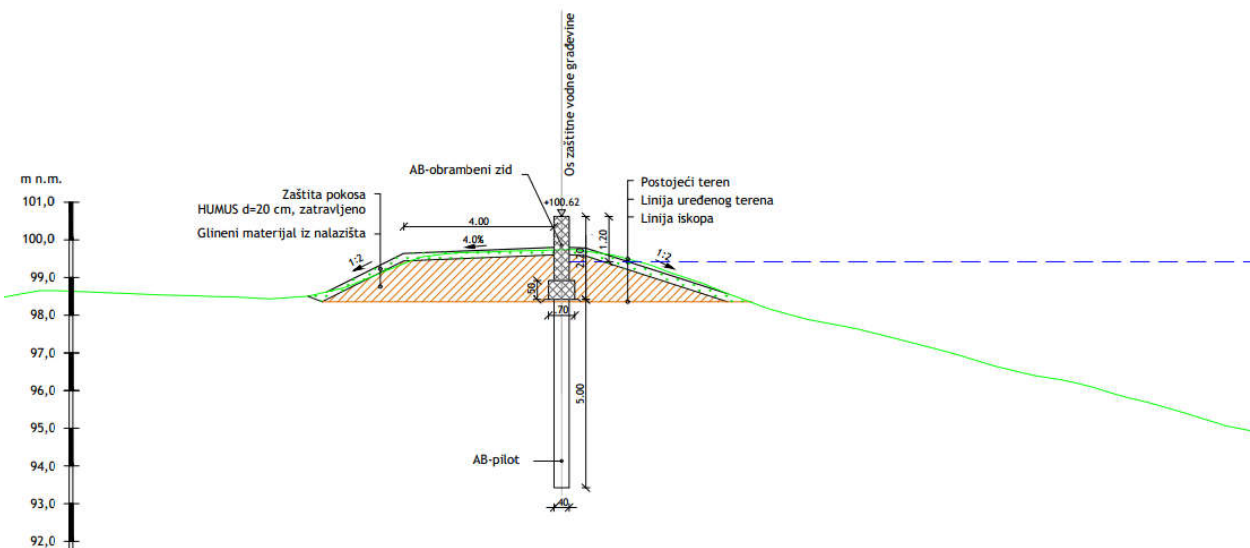 Os zaštitne vodne građevine
AB-obrambeni zid
m n.m.
Zaštita pokosa
HUMUS d=20 cm, zatravljeno
Glineni materijal iz nalazišta
Postojeći teren
Linija uređenog terena
Linija iskopa
+100.62
101,0
100,0
99,0
98,0
97,0
96,0
95,0
94,0
93,0
92,0
4.00
4.0%
1:2
1.20
2.20
1:2
.50
.70
5.00
AB-pilot
.40